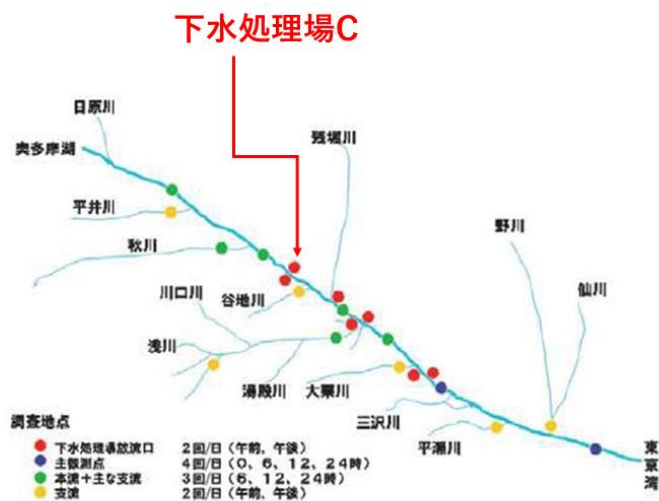 下水処理場C
日原川
奥多摩湖
残堀川
平井川
野川
秋川
仙川
川口川
谷地川
浅川
湯殿川
大栗川
三沢川
平瀬川
東京湾
調査地点
下水処理場放流口 2回/日(午前、午後)
主観測点 4回/日(0、6、12、24時)
本流+主な支流 3回/日(6、12、24時)
支流 2回/日(午前、午後)